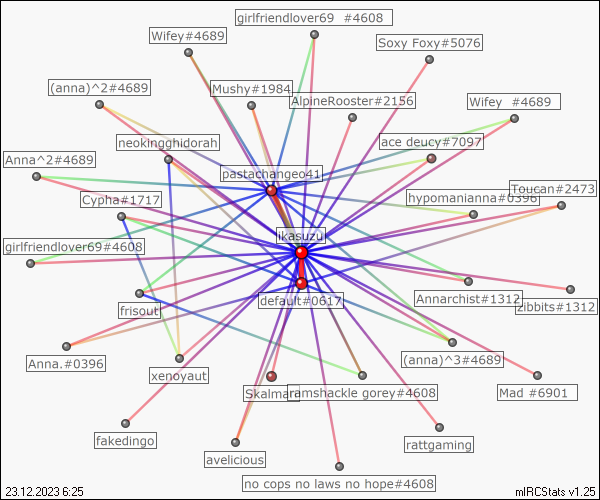 girlfriendlover69 #4608
Wifey#4689
Soxy Foxy#5076
(anna)^2#4689
Mushy#1984
AlpineRooster#2156
Wifey #4689
neokingghidorah
ace deucy#7097
Anna^2#4689
pastachangeo41
Toucan#2473
Cypha#1717
hypomanianna#0396
ikasuzu
girlfriendlover69#4608
default#0617
Annarchist#1312
zibbits#1312
frisout
Anna.#0396
(anna)^3#4689
xenoyaut
Skalman
ramshackle gorey#4608
Mad #6901
fakedingo
rattgaming
avelicious
no cops no laws no hope#4608
23.12.2023 6:25
mIRCStats v1.25